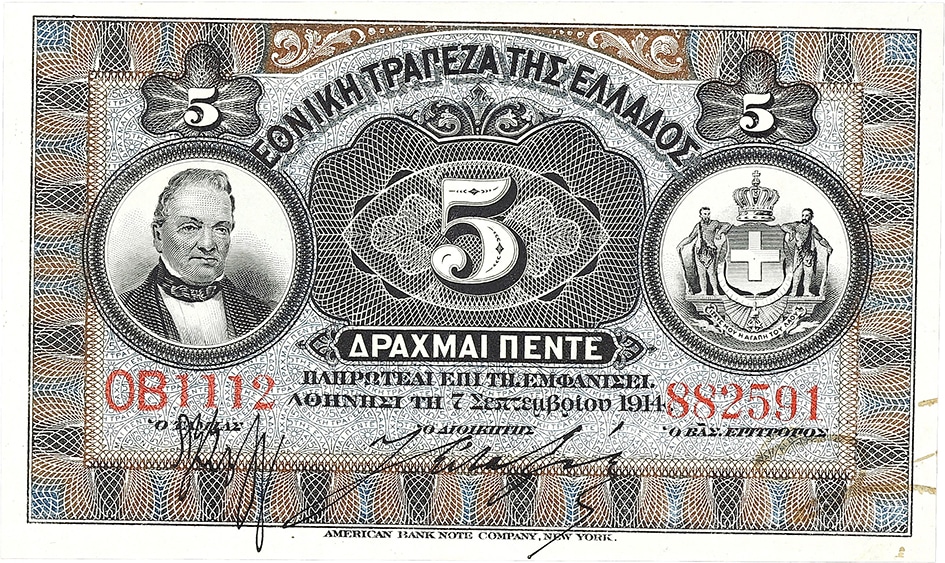 ΕΘΝΙΚΗ ΤΡΑΠΕΖΑ ΤΗΣ ΕΛΛΑΔΟΣ
5 5
5
ΔΡΑΧΜΑΙ ΠΕΝΤΕ
ΠΛΗΡΩΤΕΑΙ ΕΠΙ ΤΗ ΕΜΦΑΝΙΣΕΙ.
ΑΘΗΝΗΣΙ ΤΗ 7 Σεπτεμβρίου 1914
ΟΒ1112 882591
Ο ΤΑΜΙΑΣ Ο ΔΙΟΙΚΗΤΗΣ Ο ΒΑΣ. ΕΠΙΤΡΟΠΟΣ
AMERICAN BANK NOTE COMPANY, NEW YORK.